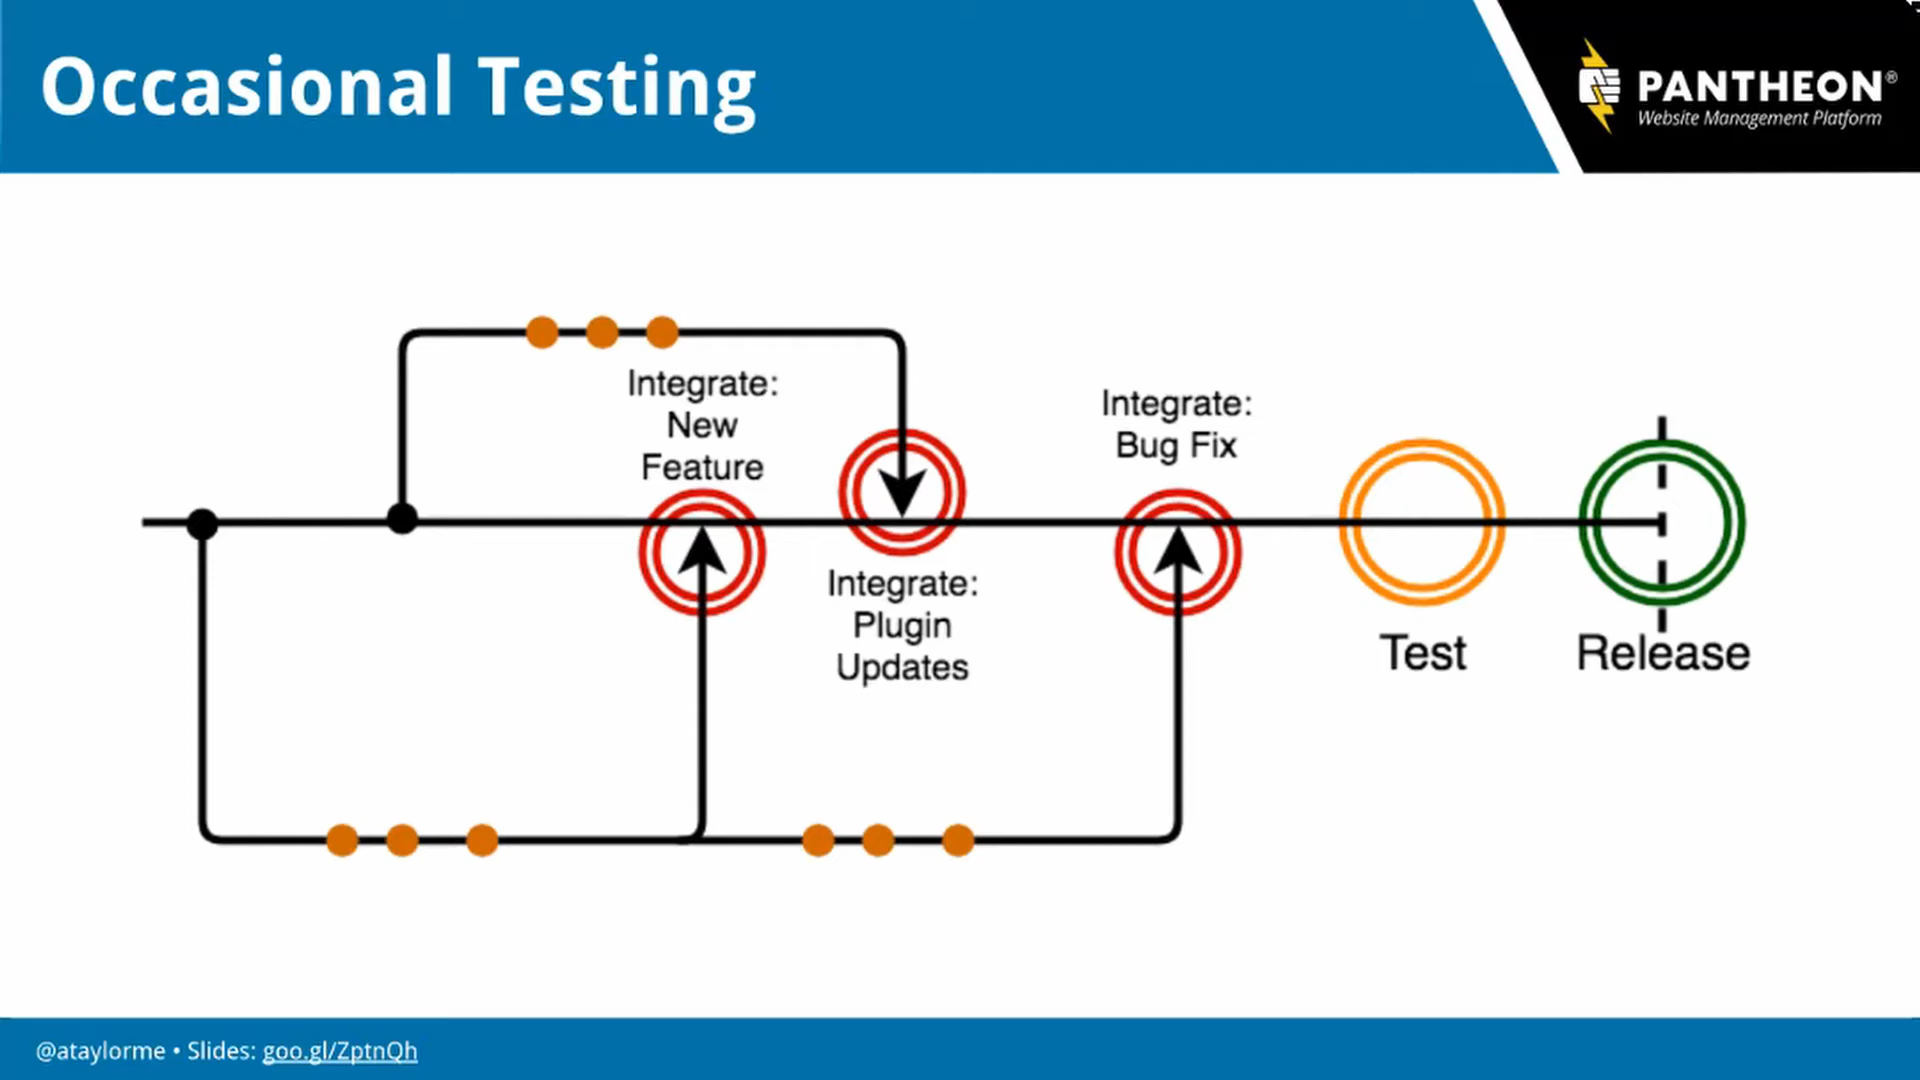 Occasional Testing
PANTHEON®
Website Management Platform
Integrate:
New
Feature
Integrate:
Plugin
Updates
Integrate:
Bug Fix
Test
Release
@ataylorme • Slides: goo.gl/ZptnQh